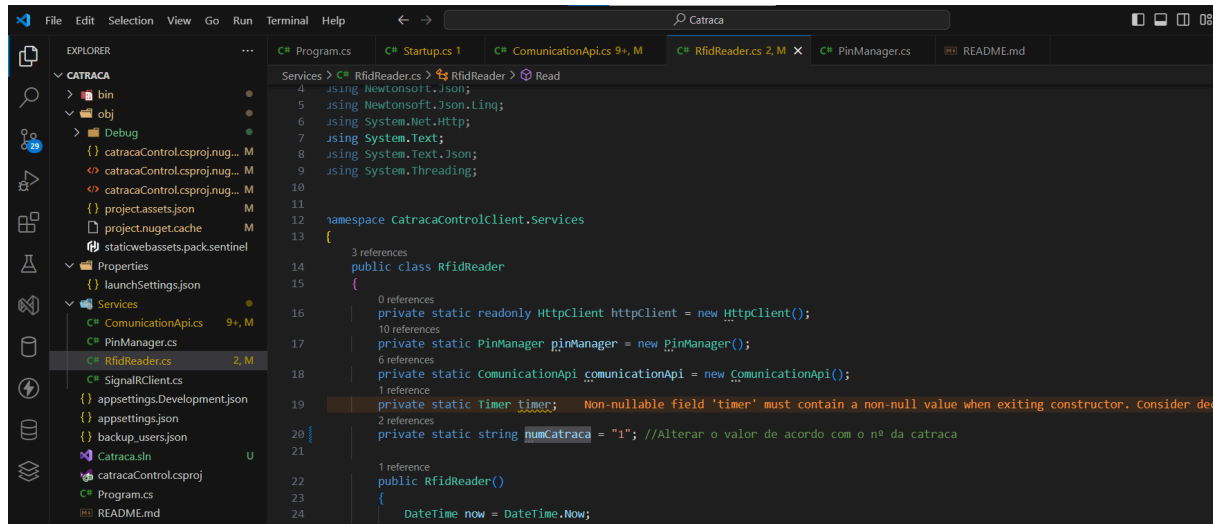 File Edit Selection View Go Run Terminal Help
Catraca
EXPLORER
CATRACA
bin
obj
Debug
{ } catracaControl.csproj.nug... M
</> catracaControl.csproj.nug... M
</> catracaControl.csproj.nug... M
{ } project.assets.json M
project.nuget.cache M
staticwebassets.pack.sentinel
Properties
{ } launchSettings.json
Services
C# ComunicationApi.cs 9+, M
C# PinManager.cs
C# RfidReader.cs 2, M
C# SignalRClient.cs
{ } appsettings.Development.json
{ } appsettings.json
{ } backup_users.json
Catraca.sln U
catracaControl.csproj
C# Program.cs
README.md
29
C# Program.cs C# Startup.cs 1 C# ComunicationApi.cs 9+, M C# RfidReader.cs 2, M C# PinManager.cs README.md
Services > C# RfidReader.cs > RfidReader > Read
4 using Newtonsoft.Json;
5 using Newtonsoft.Json.Linq;
6 using System.Net.Http;
7 using System.Text;
8 using System.Text.Json;
9 using System.Threading;
10
11
12 namespace CatracaControlClient.Services
13 {
3 references
14 public class RfidReader
15 {
0 references
16 private static readonly HttpClient httpClient = new HttpClient();
10 references
17 private static PinManager pinManager = new PinManager();
6 references
18 private static ComunicationApi comunicationApi = new ComunicationApi();
1 reference
19 private static Timer timer; Non-nullable field 'timer' must contain a non-null value when exiting constructor. Consider dec
2 references
20 private static string numCatraca = "1"; //Alterar o valor de acordo com o nº da catraca
21
1 reference
22 public RfidReader()
23 {
24 DateTime now = DateTime.Now;